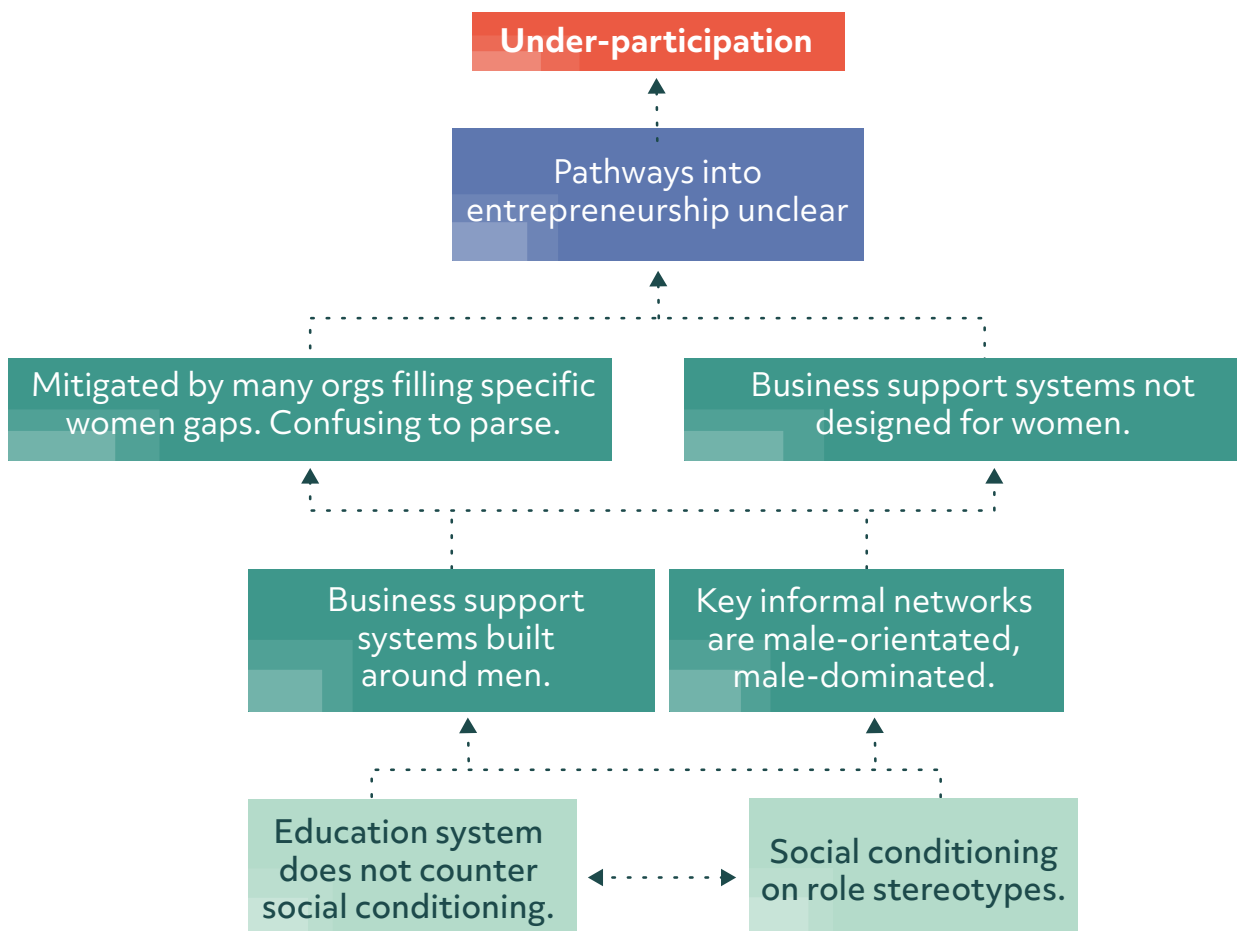 Under-participation
Pathways into
entrepreneurship unclear
Mitigated by many orgs filling specific
women gaps. Confusing to parse.
Business support systems not
designed for women.
Business support
systems built
around men.
Key informal networks
are male-orientated,
male-dominated.
Education system
does not counter
social conditioning.
Social conditioning
on role stereotypes.